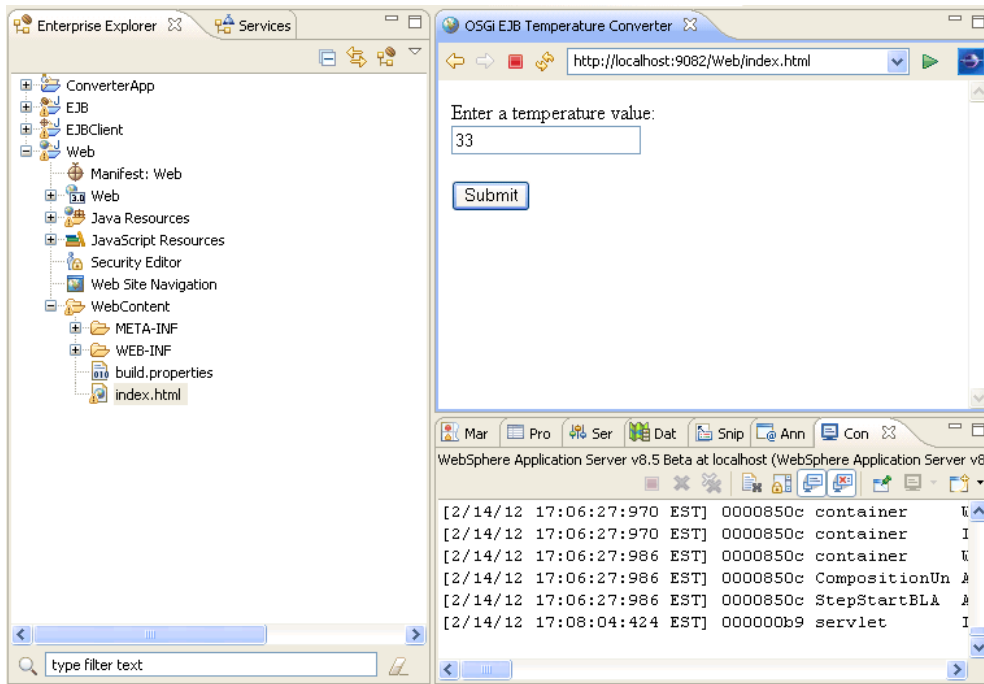 Enterprise Explorer
Services
ConverterApp
EJB
EJBClient
Web
Manifest: Web
3.0 Web
Java Resources
JavaScript Resources
Security Editor
Web Site Navigation
WebContent
META-INF
WEB-INF
010 build.properties
index.html
type filter text
OSGi EJB Temperature Converter
http://localhost:9082/Web/index.html
Enter a temperature value:
33
Submit
Mar Pro Ser Dat Snip Ann Con
WebSphere Application Server v8.5 Beta at localhost (WebSphere Application Server v8
[2/14/12 17:06:27:970 EST] 0000850c container W
[2/14/12 17:06:27:970 EST] 0000850c container I
[2/14/12 17:06:27:986 EST] 0000850c container W
[2/14/12 17:06:27:986 EST] 0000850c CompositionUn A
[2/14/12 17:06:27:986 EST] 0000850c StepStartBLA A
[2/14/12 17:08:04:424 EST] 000000b9 servlet I